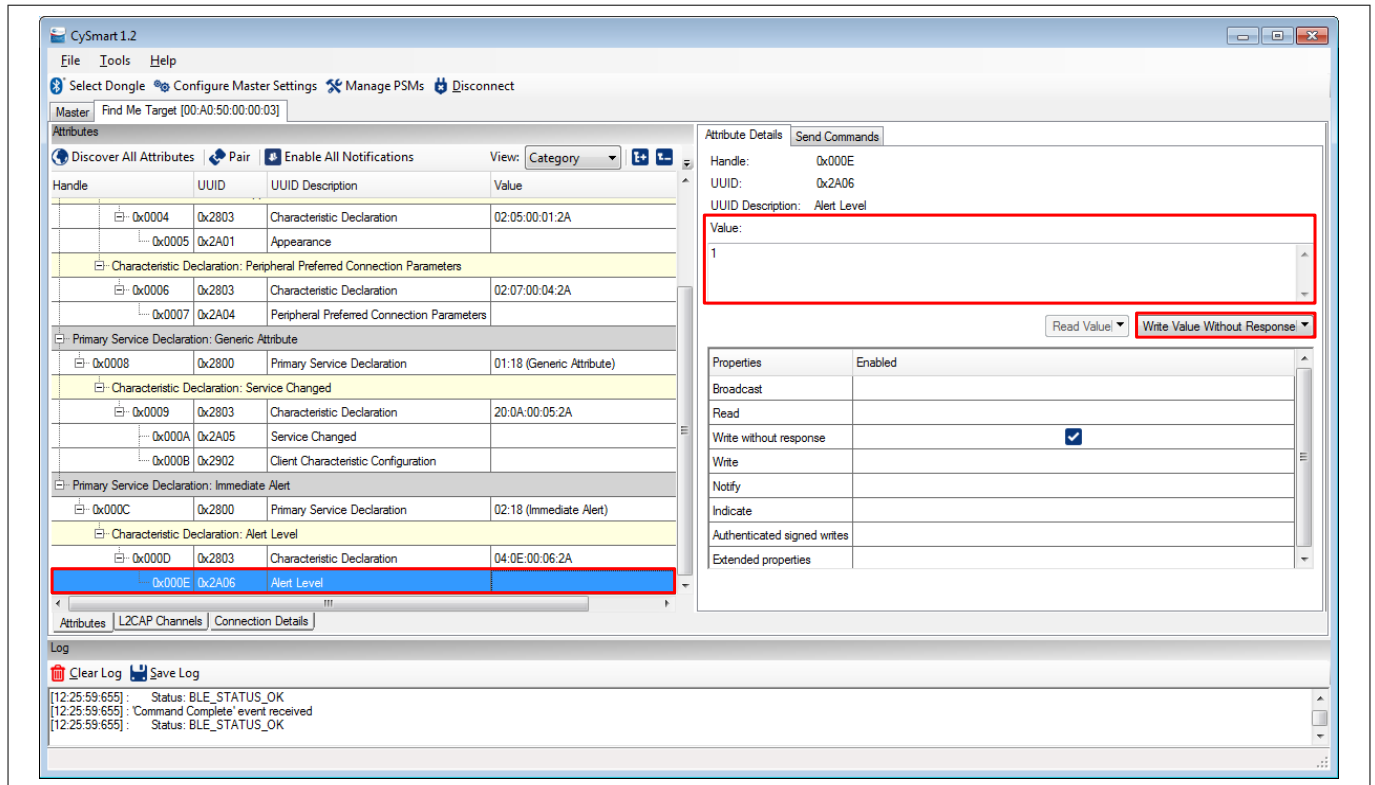 CySmart 1.2
File Tools Help
Select Dongle Configure Master Settings Manage PSMs Disconnect
Master Find Me Target [00:A0:50:00:00:03]
Attributes
Discover All Attributes Pair Enable All Notifications View: Category
Handle UUID UUID Description Value
0x0004 0x2803 Characteristic Declaration 02:05:00:01:2A
0x0005 0x2A01 Appearance
Characteristic Declaration: Peripheral Preferred Connection Parameters
0x0006 0x2803 Characteristic Declaration 02:07:00:04:2A
0x0007 0x2A04 Peripheral Preferred Connection Parameters
Primary Service Declaration: Generic Attribute
0x0008 0x2800 Primary Service Declaration 01:18 (Generic Attribute)
Characteristic Declaration: Service Changed
0x0009 0x2803 Characteristic Declaration 20:0A:00:05:2A
0x000A 0x2A05 Service Changed
0x000B 0x2902 Client Characteristic Configuration
Primary Service Declaration: Immediate Alert
0x000C 0x2800 Primary Service Declaration 02:18 (Immediate Alert)
Characteristic Declaration: Alert Level
0x000D 0x2803 Characteristic Declaration 04:0E:00:06:2A
0x000E 0x2A06 Alert Level
Attributes L2CAP Channels Connection Details
Attribute Details Send Commands
Handle: 0x000E
UUID: 0x2A06
UUID Description: Alert Level
Value:
1
Read Value Write Value Without Response
Properties Enabled
Broadcast
Read
Write without response
Write
Notify
Indicate
Authenticated signed writes
Extended properties
Log
Clear Log Save Log
[12:25:59:655] : Status: BLE_STATUS_OK
[12:25:59:655] : 'Command Complete' event received
[12:25:59:655] : Status: BLE_STATUS_OK